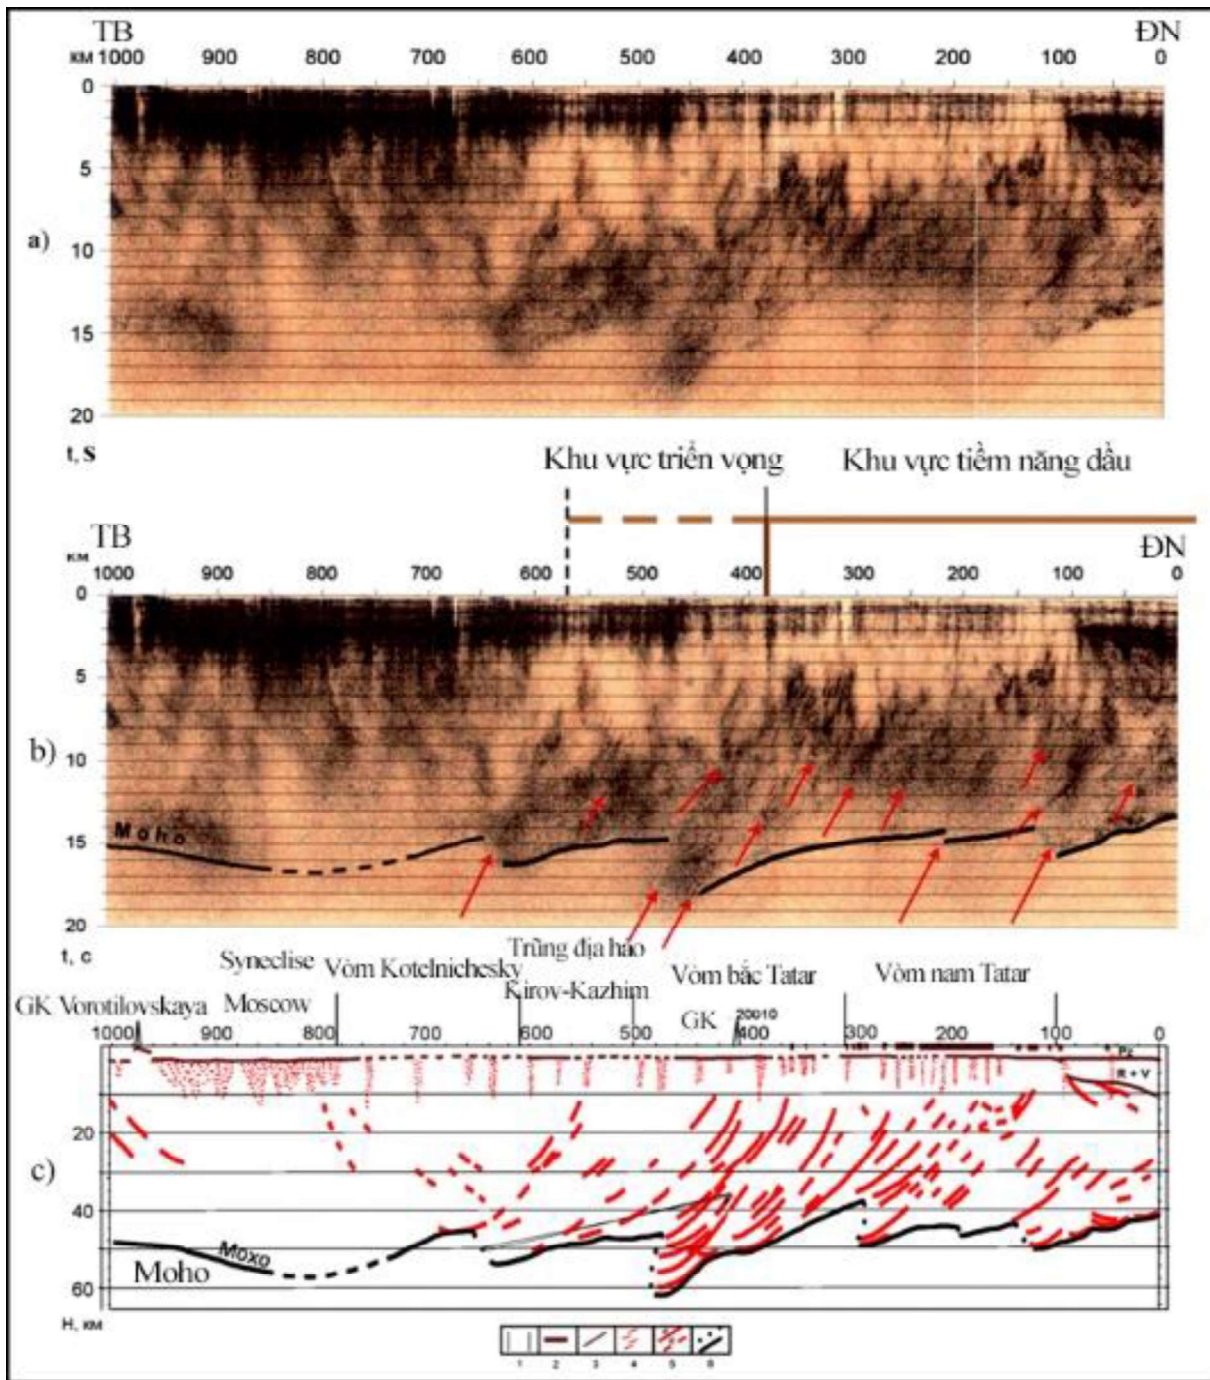 TB ĐN
км 1000 900 800 700 600 500 400 300 200 100 0
0
5
a) 10
15
20
t, S
Khu vực triển vọng Khu vực tiềm năng dầu
TB ĐN
км 1000 900 800 700 600 500 400 300 200 100 0
0
5
b) 10
Moho
15
20
t, c
Trũng địa hào
Syneclise Vòm Kotelnichesky Vòm bắc Tatar Vòm nam Tatar
GK Vorotilovskaya Moscow Kirov-Kazhim GK 20010
1000 900 800 700 600 500 400 300 200 100 0
Pz
R + V
20
c)
40
Мохо
Moho
60
H, км
1 2 3 4 5 6